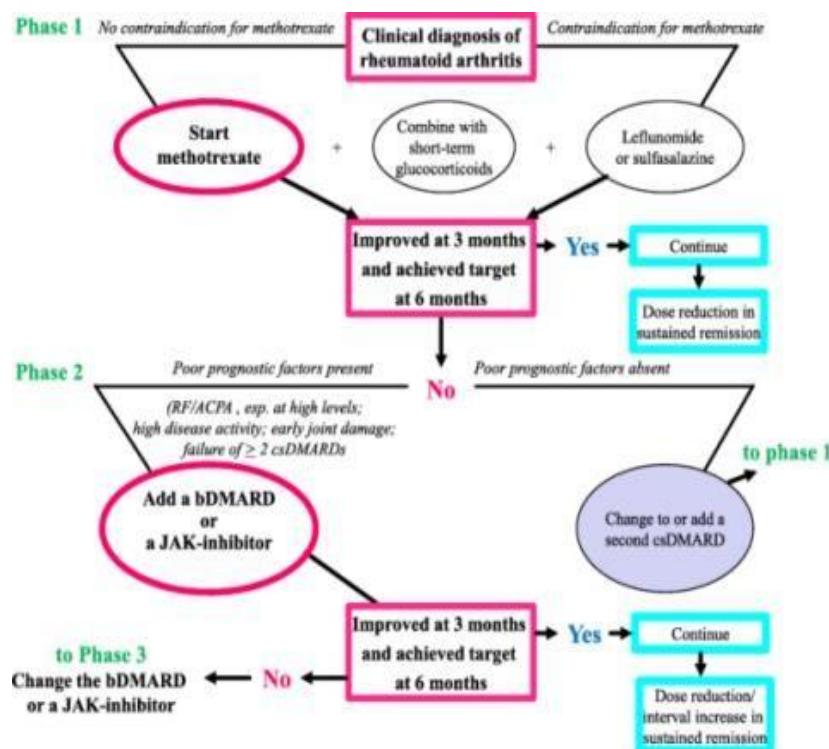 Phase 1
No contraindication for methotrexate
Clinical diagnosis of
rheumatoid arthritis
Contraindication for methotrexate
Start
methotrexate
+
Combine with
short-term
glucocorticoids
+
Leflunomide
or sulfasalazine
Improved at 3 months
and achieved target
at 6 months
Yes
Continue
Dose reduction in
sustained remission
No
Phase 2
Poor prognostic factors present
Poor prognostic factors absent
(RF/ACPA , esp. at high levels;
high disease activity; early joint damage;
failure of ≥ 2 csDMARDs
to phase 1
Add a bDMARD
or
a JAK-inhibitor
Change to or add a
second csDMARD
Improved at 3 months
and achieved target
at 6 months
Yes
Continue
Dose reduction/
interval increase in
sustained remission
No
to Phase 3
Change the bDMARD
or a JAK-inhibitor